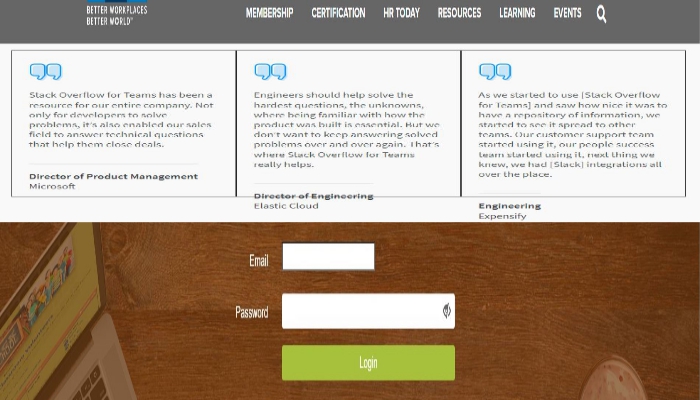 BETTER WORKPLACES
BETTER WORLD™
MEMBERSHIP CERTIFICATION HR TODAY RESOURCES LEARNING EVENTS
Stack Overflow for Teams has been a
resource for our entire company. Not
only for developers to solve
problems, it's also enabled our sales
field to answer technical questions
that help them close deals.
Director of Product Management
Microsoft
Engineers should help solve the
hardest questions, the unknowns,
where being familiar with how the
product was built is essential. But we
don't want to keep answering solved
problems over and over again. That's
where Stack Overflow for Teams
really helps.
Director of Engineering
Elastic Cloud
As we started to use [Stack Overflow
for Teams] and saw how nice it was to
have a repository of information, we
started to see it spread to other
teams. Our customer support team
started using it, our people success
team started using it, next thing we
knew, we had [Slack] integrations all
over the place.
Engineering
Expensify
Email
Password
Login